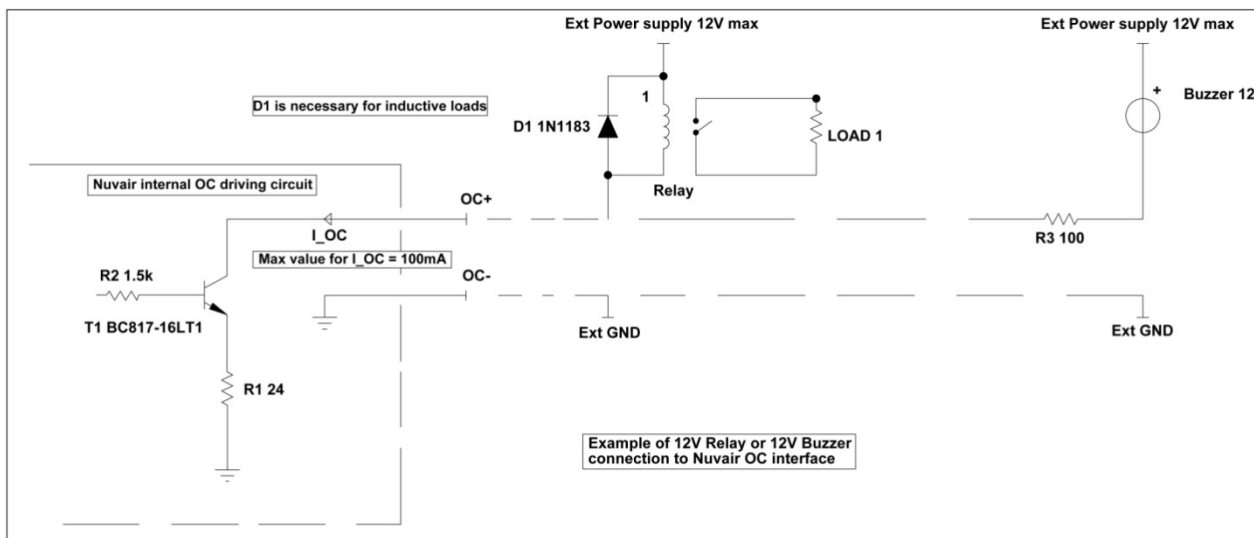 Ext Power supply 12V max
Ext Power supply 12V max
D1 is necessary for inductive loads
1
D1 1N1183
LOAD 1
Relay
+
Buzzer 12
Nuvair internal OC driving circuit
OC+
I_OC
R3 100
Max value for I_OC = 100mA
OC-
R2 1.5k
T1 BC817-16LT1
Ext GND
Ext GND
R1 24
Example of 12V Relay or 12V Buzzer
connection to Nuvair OC interface